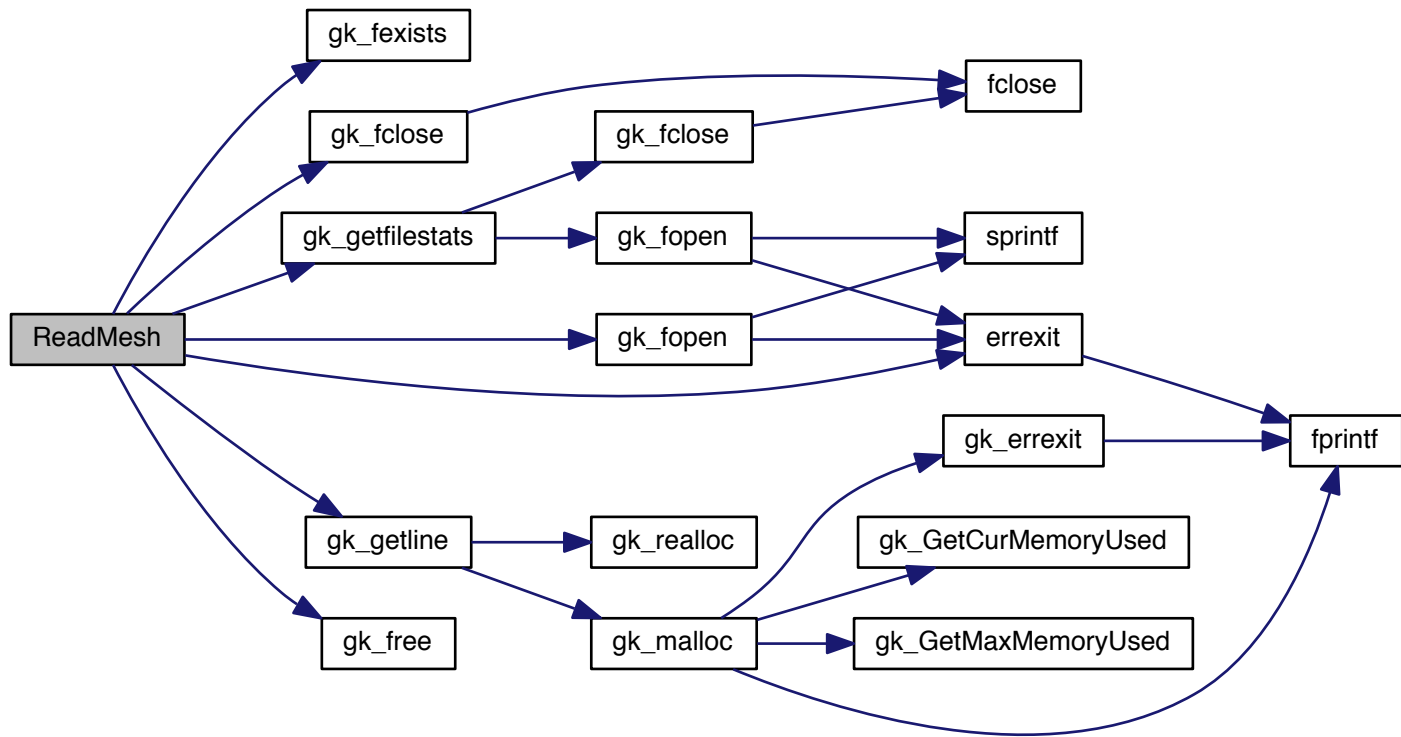 gk_fexists
fclose
gk_fclose
gk_fclose
gk_getfilestats
gk_fopen
sprintf
ReadMesh
gk_fopen
errexit
gk_errexit
fprintf
gk_getline
gk_realloc
gk_GetCurMemoryUsed
gk_free
gk_malloc
gk_GetMaxMemoryUsed